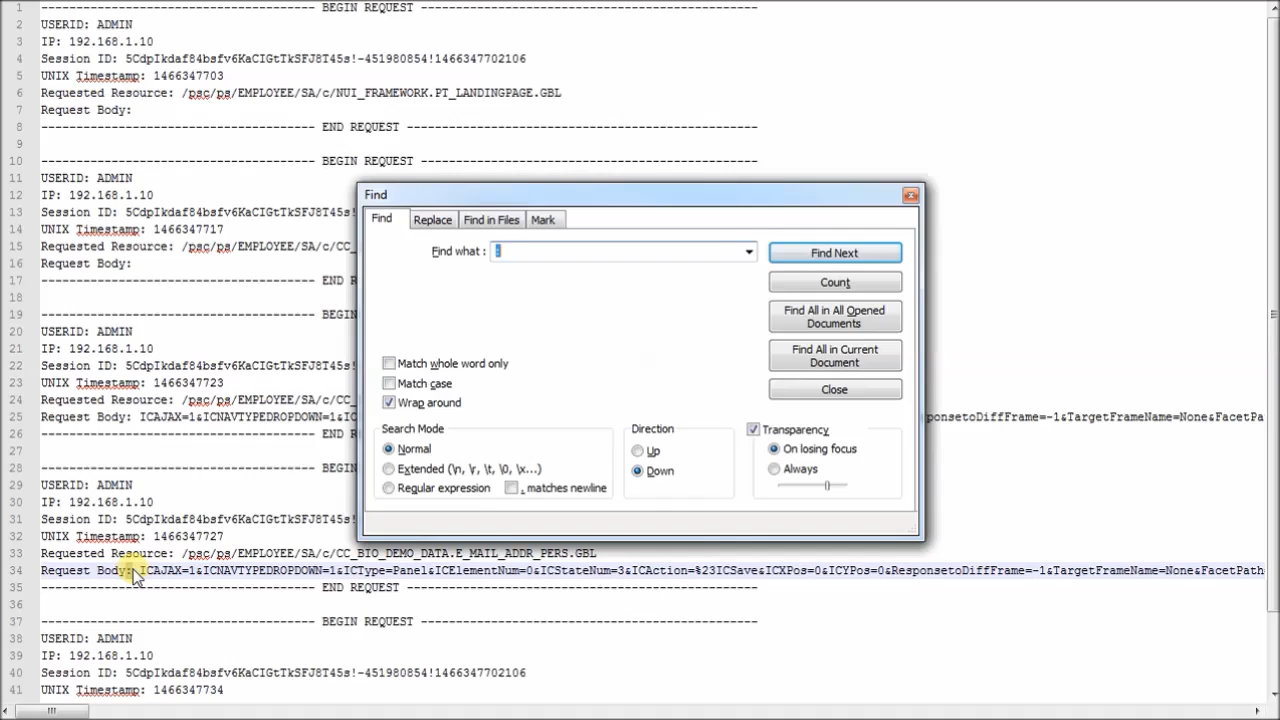 1 --------------------------------------- BEGIN REQUEST ------------------------------------------------
2 USERID: ADMIN
3 IP: 192.168.1.10
4 Session ID: 5CdpIkdaf84bsfv6KaCIGtTkSFJ8T45s!-451980854!1466347702106
5 UNIX Timestamp: 1466347703
6 Requested Resource: /psc/ps/EMPLOYEE/SA/c/NUI_FRAMEWORK.PT_LANDINGPAGE.GBL
7 Request Body:
8 --------------------------------------- END REQUEST ------------------------------------------------
9
10 --------------------------------------- BEGIN REQUEST ------------------------------------------------
11 USERID: ADMIN
12 IP: 192.168.1.10
13 Session ID: 5CdpIkdaf84bsfv6KaCIGtTkSFJ8T45s!
14 UNIX Timestamp: 1466347717
15 Requested Resource: /psc/ps/EMPLOYEE/SA/c/CC_
16 Request Body:
17 --------------------------------------- END R
18
19 --------------------------------------- BEGIN
20 USERID: ADMIN
21 IP: 192.168.1.10
22 Session ID: 5CdpIkdaf84bsfv6KaCIGtTkSFJ8T45s!
23 UNIX Timestamp: 1466347723
24 Requested Resource: /psc/ps/EMPLOYEE/SA/c/CC_
25 Request Body: ICAJAX=1&ICNAVTYPEDROPDOWN=1&IC ponsetoDiffFrame=-1&TargetFrameName=None&FacetPa
26 --------------------------------------- END R
27
28 --------------------------------------- BEGIN
29 USERID: ADMIN
30 IP: 192.168.1.10
31 Session ID: 5CdpIkdaf84bsfv6KaCIGtTkSFJ8T45s!
32 UNIX Timestamp: 1466347727
33 Requested Resource: /psc/ps/EMPLOYEE/SA/c/CC_BIO_DEMO_DATA.E_MAIL_ADDR_PERS.GBL
34 Request Body: ICAJAX=1&ICNAVTYPEDROPDOWN=1&ICType=Panel&ICElementNum=0&ICStateNum=3&ICAction=%23ICSave&ICXPos=0&ICYPos=0&ResponsetoDiffFrame=-1&TargetFrameName=None&FacetPath
35 --------------------------------------- END REQUEST ------------------------------------------------
36
37 --------------------------------------- BEGIN REQUEST ------------------------------------------------
38 USERID: ADMIN
39 IP: 192.168.1.10
40 Session ID: 5CdpIkdaf84bsfv6KaCIGtTkSFJ8T45s!-451980854!1466347702106
41 UNIX Timestamp: 1466347734
Find
Find Replace Find in Files Mark
Find what :
Find Next
Count
Find All in All Opened
Documents
Find All in Current
Document
Close
Match whole word only
Match case
Wrap around
Search Mode
Normal
Extended (\n, \r, \t, \0, \x...)
Regular expression . matches newline
Direction
Up
Down
Transparency
On losing focus
Always